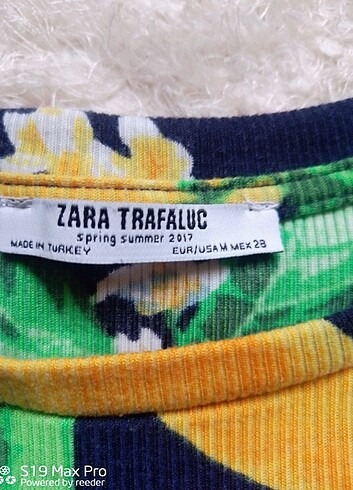 ZARA TRAFALUC
spring summer 2017
MADE IN TURKEY
EUR/USA M MEX 28
S19 Max Pro
Powered by reeder